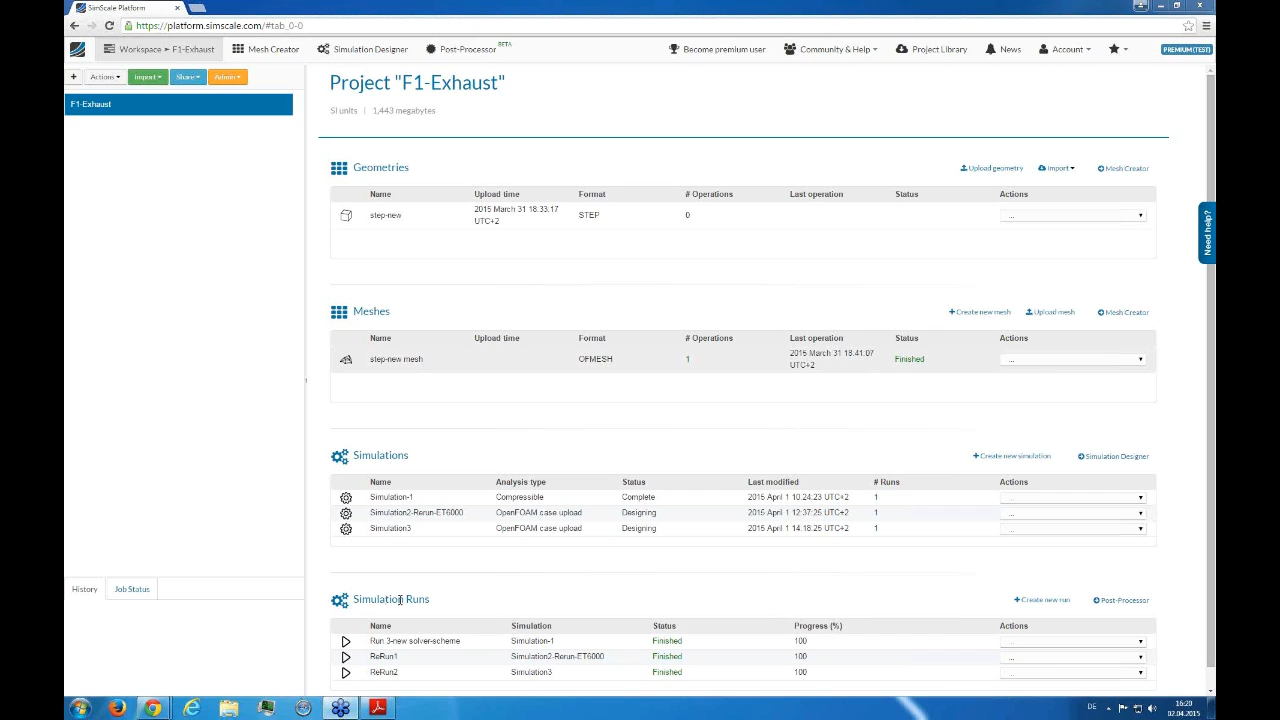 SimScale Platform
https://platform.simscale.com/#tab_0-0
Workspace ► F1-Exhaust
Mesh Creator
Simulation Designer
Post-Processor BETA
Become premium user
Community & Help
Project Library
News
Account
PREMIUM (TEST)
Actions
Import
Share
Admin
F1-Exhaust
Project "F1-Exhaust"
SI units | 1,443 megabytes
Geometries
Upload geometry
Import
Mesh Creator
Name Upload time Format # Operations Last operation Status Actions
step-new 2015 March 31 18:33:17 UTC+2 STEP 0 ...
Meshes
Create new mesh
Upload mesh
Mesh Creator
Name Upload time Format # Operations Last operation Status Actions
step-new mesh OFMESH 1 2015 March 31 18:41:07 UTC+2 Finished ...
Simulations
Create new simulation
Simulation Designer
Name Analysis type Status Last modified # Runs Actions
Simulation-1 Compressible Complete 2015 April 1 10:24:23 UTC+2 1 ...
Simulation2-Rerun-ET6000 OpenFOAM case upload Designing 2015 April 1 12:37:25 UTC+2 1 ...
Simulation3 OpenFOAM case upload Designing 2015 April 1 14:18:25 UTC+2 1 ...
Simulation Runs
Create new run
Post-Processor
Name Simulation Status Progress (%) Actions
Run 3-new solver-scheme Simulation-1 Finished 100 ...
ReRun1 Simulation2-Rerun-ET6000 Finished 100 ...
ReRun2 Simulation3 Finished 100 ...
History
Job Status
Need help?
DE
16:20
02.04.2015